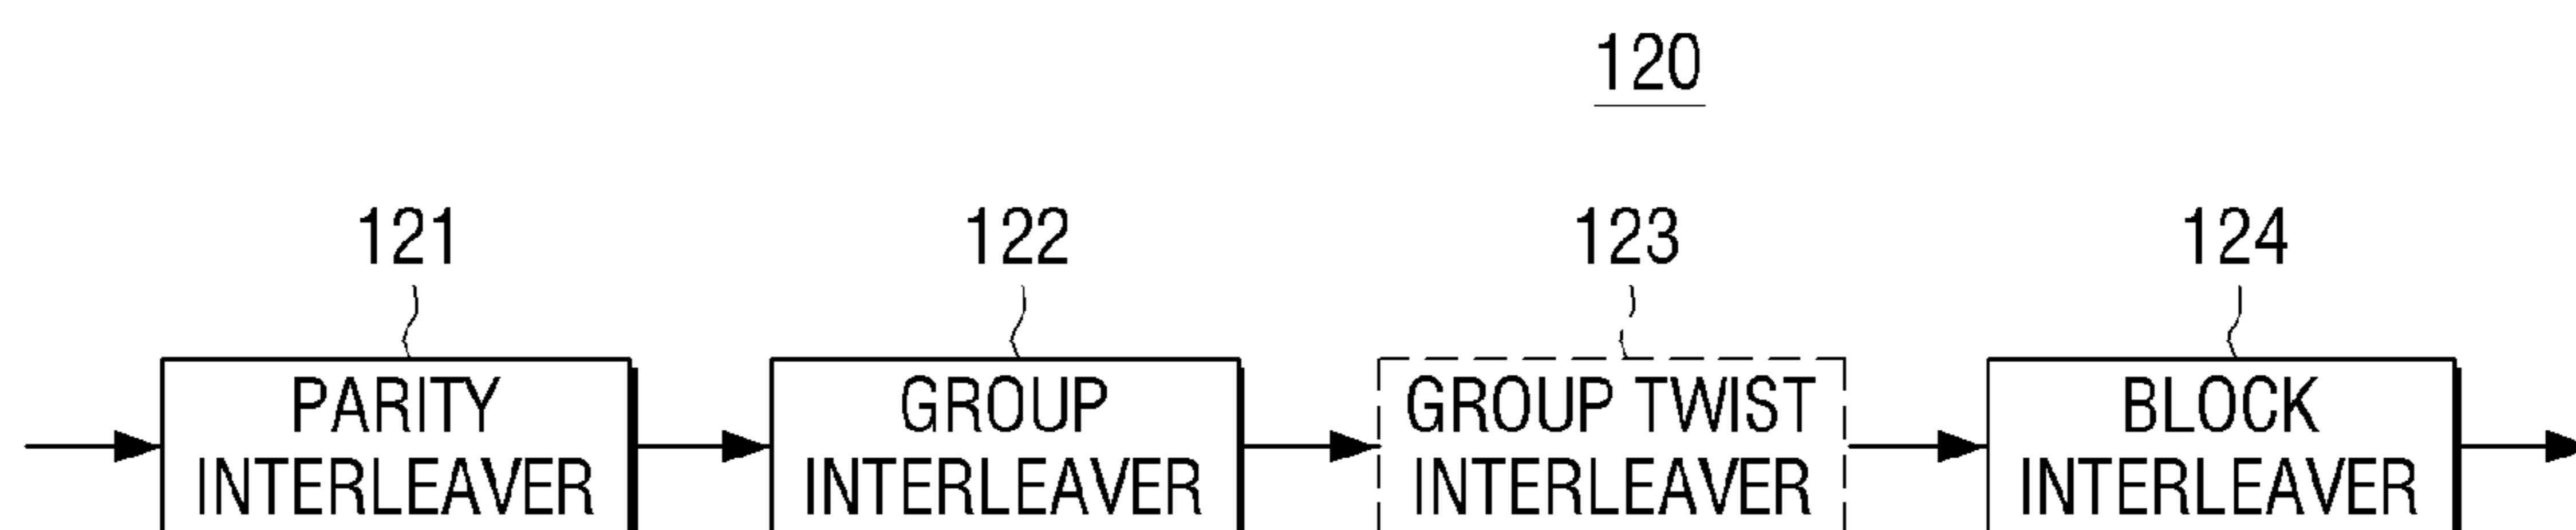 120
121
122
123
124
PARITY
INTERLEAVER
GROUP
INTERLEAVER
GROUP TWIST
INTERLEAVER
BLOCK
INTERLEAVER